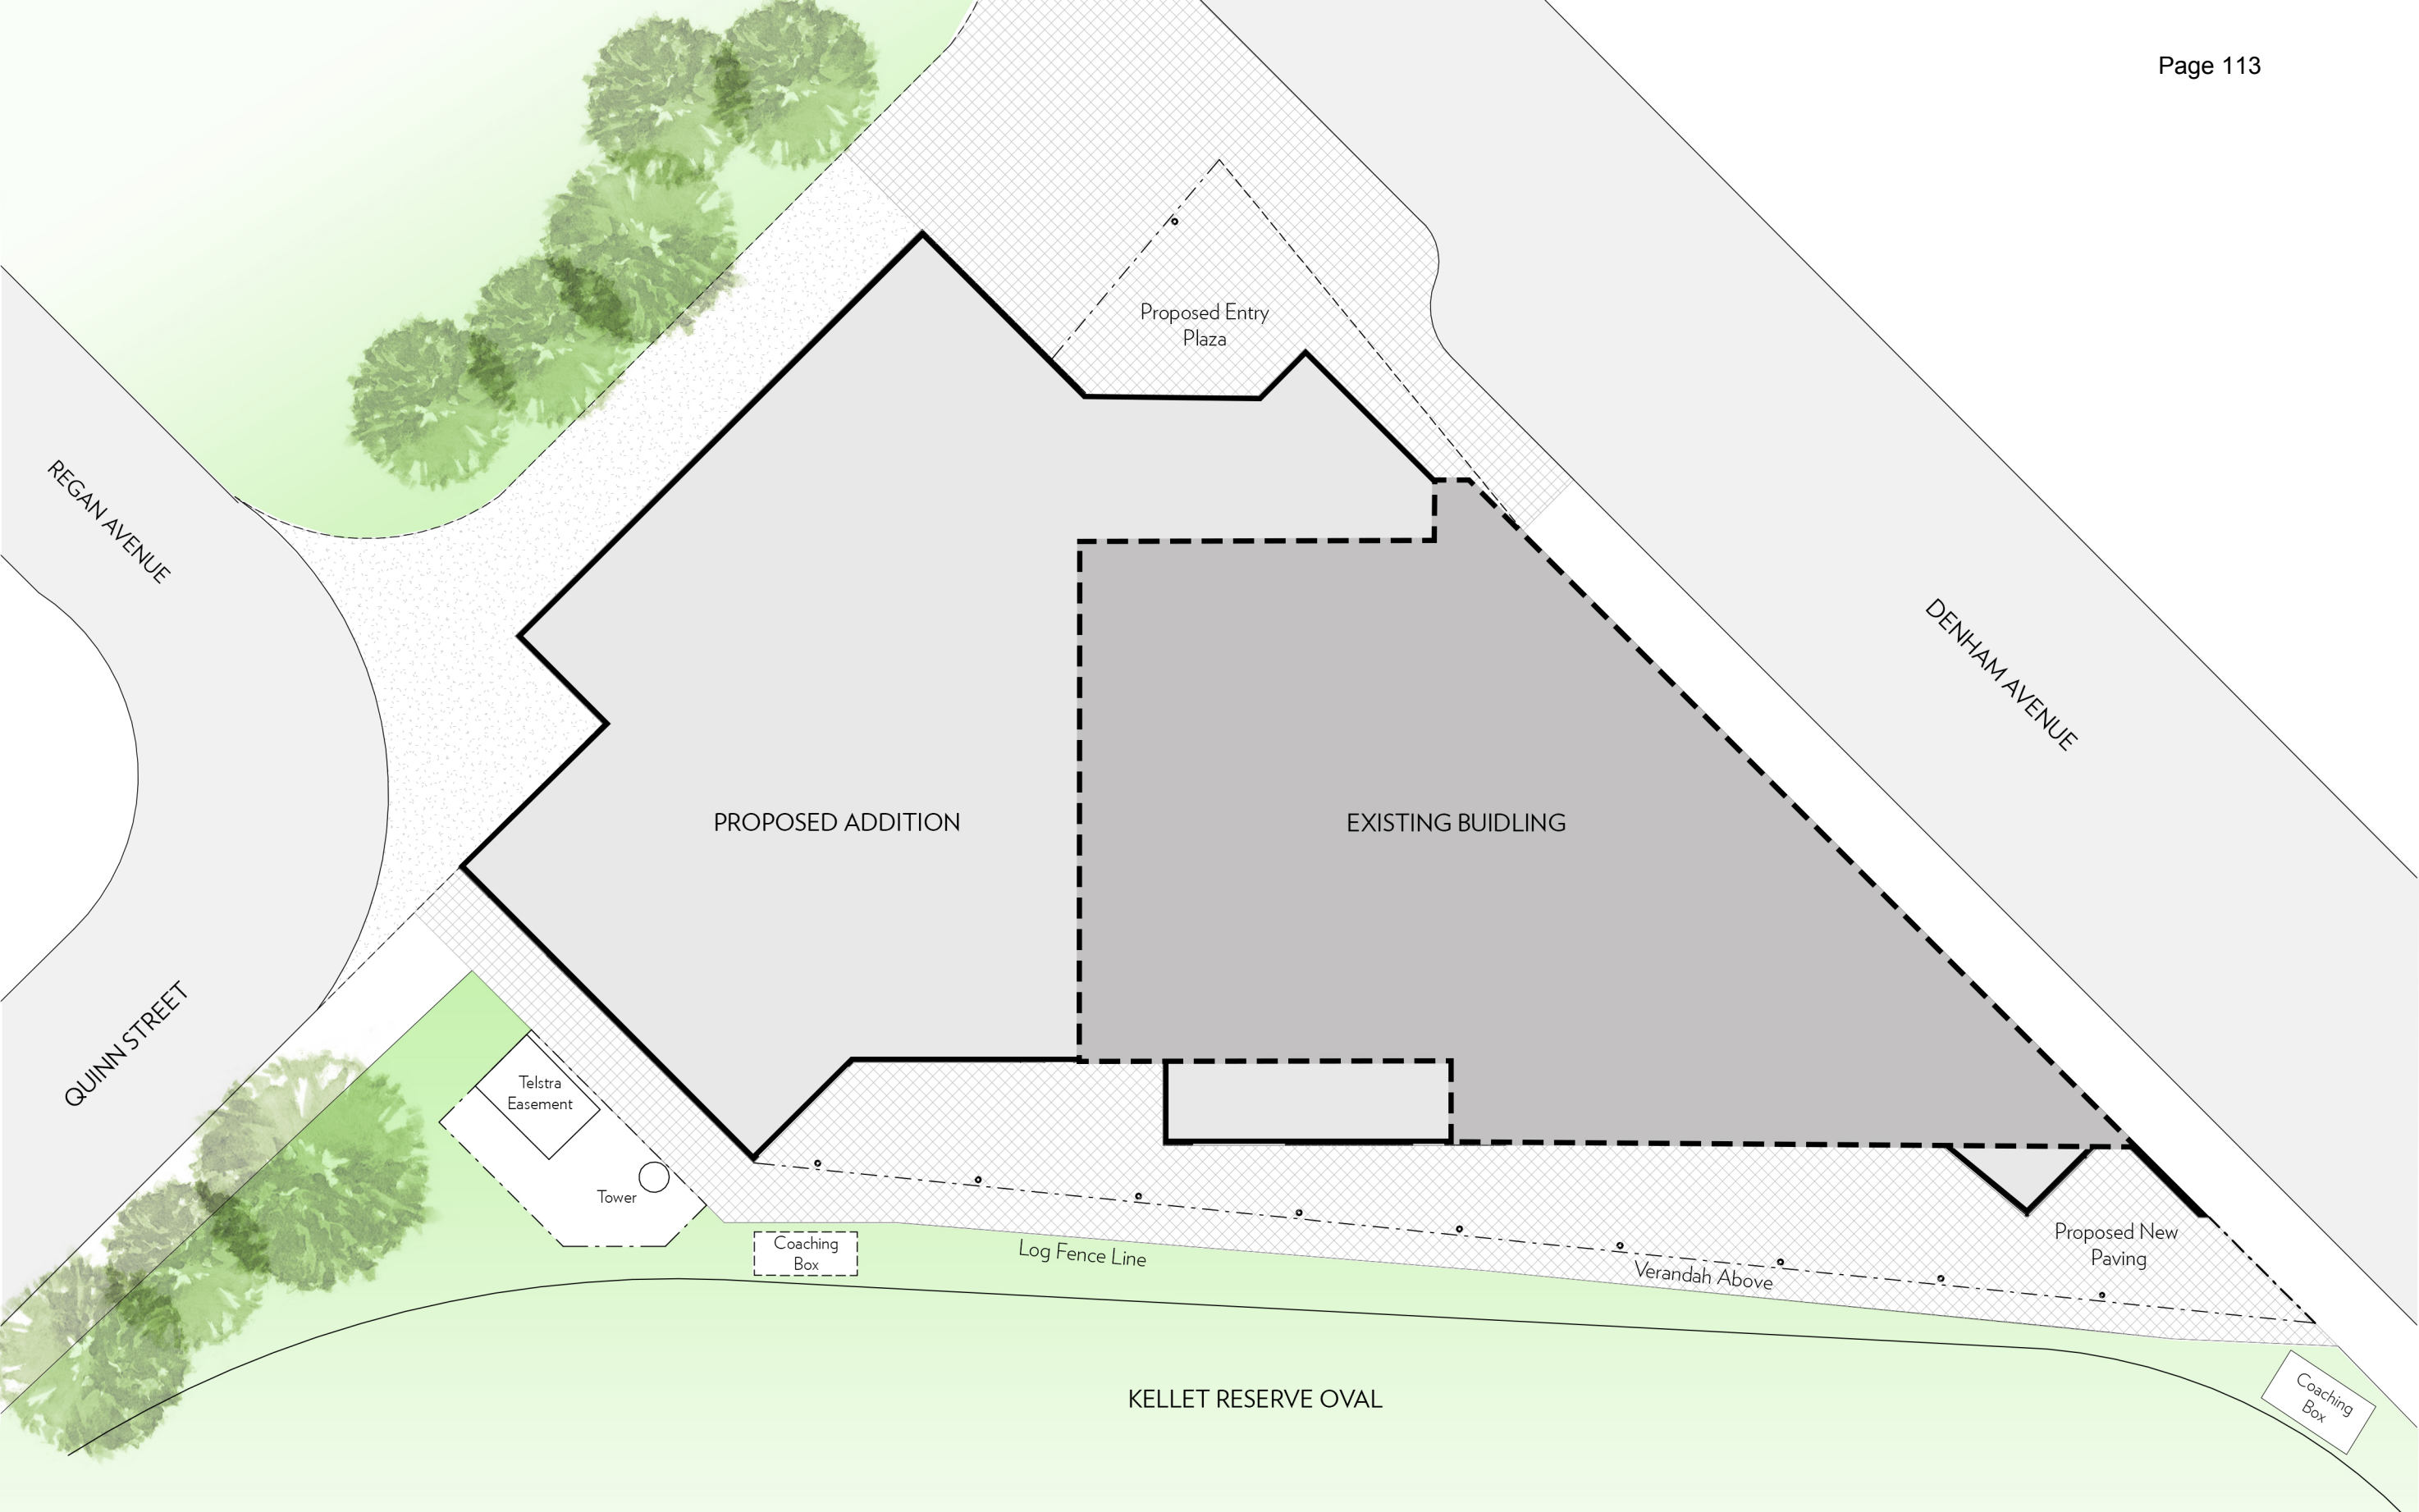 Page 113
Proposed Entry
Plaza
REGAN AVENUE
DENHAM AVENUE
PROPOSED ADDITION
EXISTING BUIDLING
QUINN STREET
Telstra
Easement
Tower
Coaching
Box
Log Fence Line
Verandah Above
Proposed New
Paving
KELLET RESERVE OVAL
Coaching
Box